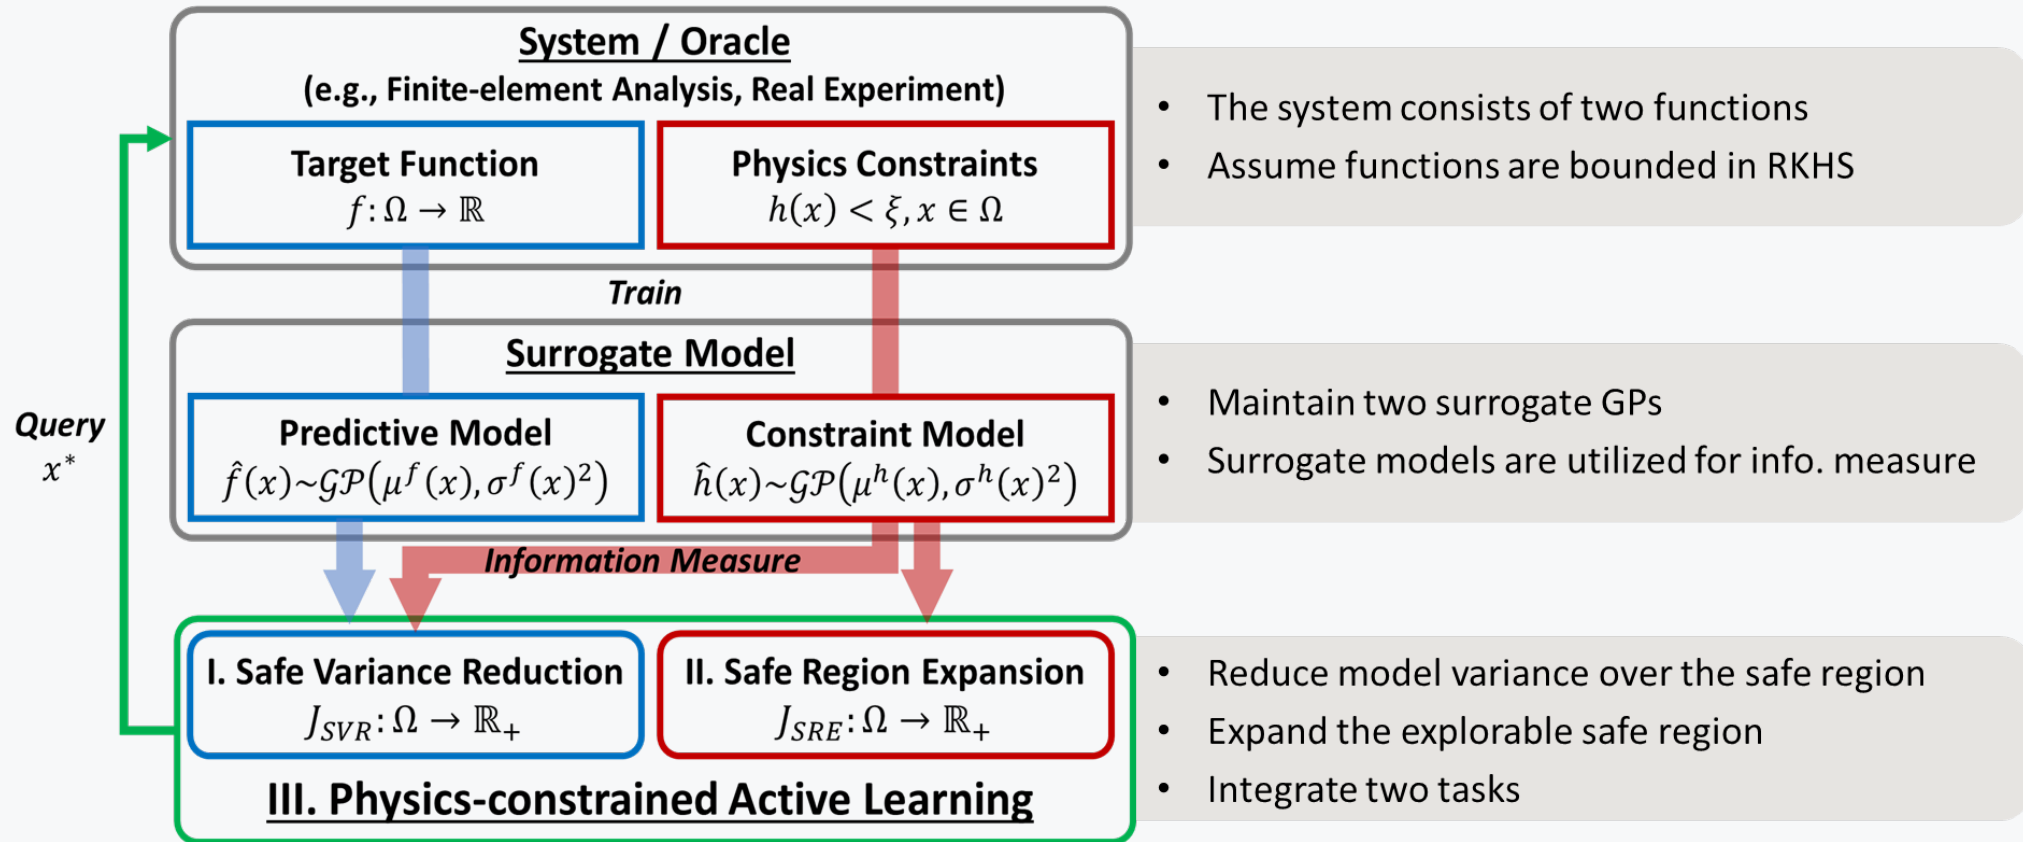 System / Oracle
(e.g., Finite-element Analysis, Real Experiment)
Target Function
f: Ω → ℝ
Physics Constraints
h(x) < ξ, x ∈ Ω
• The system consists of two functions
• Assume functions are bounded in RKHS
Train
Surrogate Model
Predictive Model
f̂(x)~𝒢𝒫(μᶠ(x), σᶠ(x)²)
Constraint Model
ĥ(x)~𝒢𝒫(μʰ(x), σʰ(x)²)
• Maintain two surrogate GPs
• Surrogate models are utilized for info. measure
Query
x*
Information Measure
I. Safe Variance Reduction
J_SVR: Ω → ℝ₊
II. Safe Region Expansion
J_SRE: Ω → ℝ₊
III. Physics-constrained Active Learning
• Reduce model variance over the safe region
• Expand the explorable safe region
• Integrate two tasks